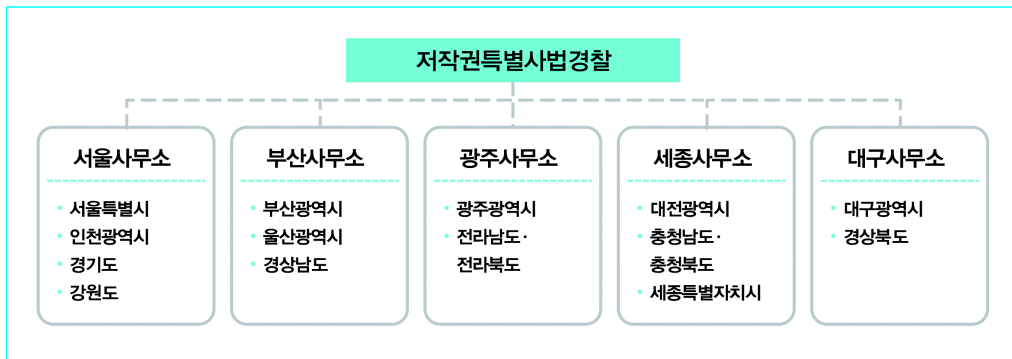 저작권특별사법경찰
서울사무소
서울특별시
인천광역시
경기도
강원도
부산사무소
부산광역시
울산광역시
경상남도
광주사무소
광주광역시
전라남도·
전라북도
세종사무소
대전광역시
충청남도·
충청북도
세종특별자치시
대구사무소
대구광역시
경상북도